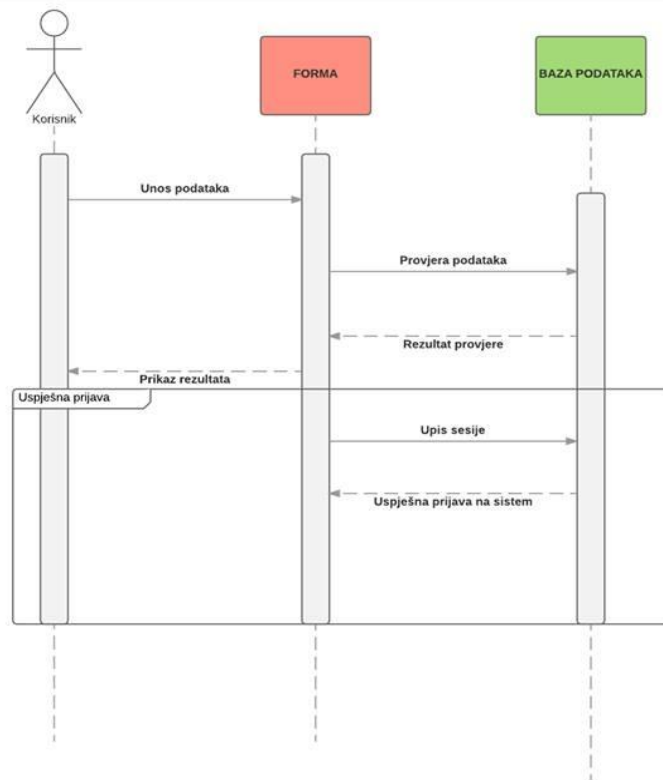 FORMA
BAZA PODATAKA
Korisnik
Unos podataka
Provjera podataka
Rezultat provjere
Prikaz rezultata
Uspješna prijava
Upis sesije
Uspješna prijava na sistem